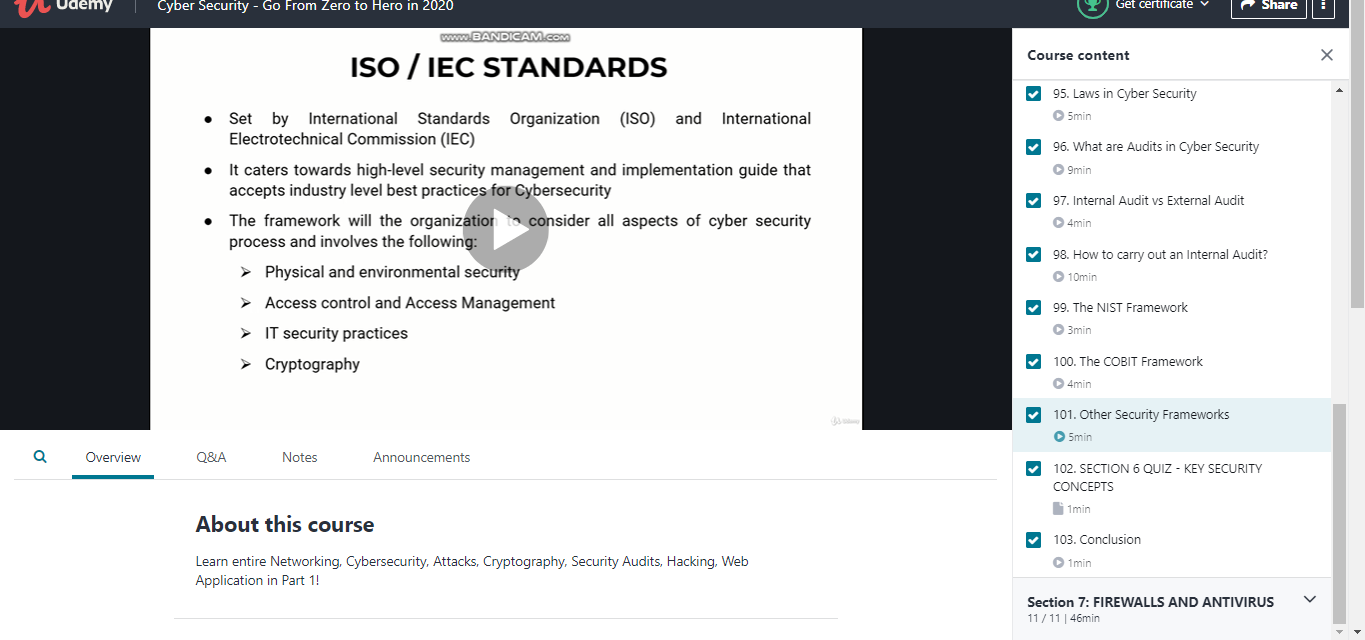 Udemy
Cyber Security - Go From Zero to Hero in 2020
Get certificate
Share
www.BANDICAM.com
ISO / IEC STANDARDS
● Set by International Standards Organization (ISO) and International
Electrotechnical Commission (IEC)
● It caters towards high-level security management and implementation guide that
accepts industry level best practices for Cybersecurity
● The framework will the organization to consider all aspects of cyber security
process and involves the following:
➤ Physical and environmental security
➤ Access control and Access Management
➤ IT security practices
➤ Cryptography
Overview
Q&A
Notes
Announcements
About this course
Learn entire Networking, Cybersecurity, Attacks, Cryptography, Security Audits, Hacking, Web
Application in Part 1!
Course content
95. Laws in Cyber Security
5min
96. What are Audits in Cyber Security
9min
97. Internal Audit vs External Audit
4min
98. How to carry out an Internal Audit?
10min
99. The NIST Framework
3min
100. The COBIT Framework
4min
101. Other Security Frameworks
5min
102. SECTION 6 QUIZ - KEY SECURITY
CONCEPTS
1min
103. Conclusion
1min
Section 7: FIREWALLS AND ANTIVIRUS
11 / 11 | 46min